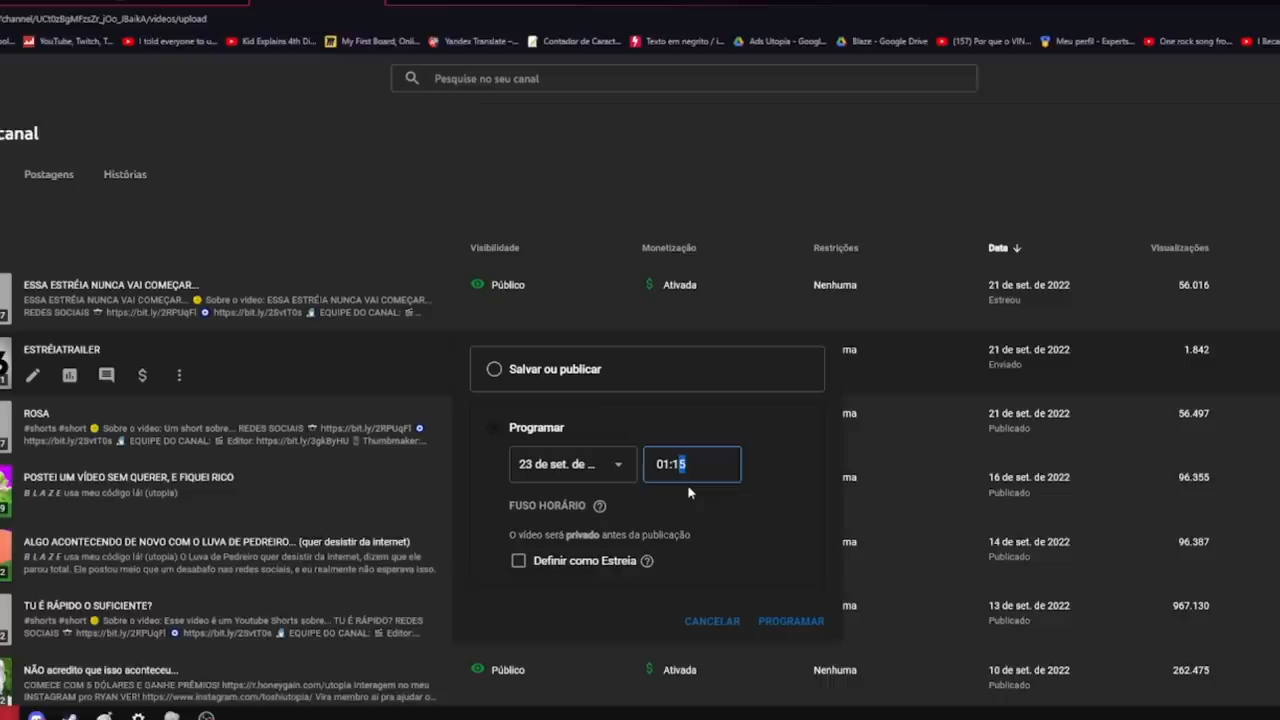 /channel/UCt0zBgMFzsZr_jOo_JBaikA/videos/upload
YouTube, Twitch, T... I told everyone to u... Kid Explains 4th Di... My First Board, Onli... Yandex Translate –... Contador de Caract... Texto em negrito / i... Ads Utopia - Googl... Blaze - Google Drive (157) Por que o VIN... Meu perfil - Experts... One rock song fro... I Beca
Pesquise no seu canal
canal
Postagens Histórias
Visibilidade Monetização Restrições Data Visualizações
ESSA ESTRÉIA NUNCA VAI COMEÇAR... Público Ativada Nenhuma 21 de set. de 2022 56.016
ESSA ESTRÉIA NUNCA VAI COMEÇAR... Sobre o vídeo: ESSA ESTRÉIA NUNCA VAI COMEÇAR... Estreou
REDES SOCIAIS https://bit.ly/2RPUqFl https://bit.ly/2SvtT0s EQUIPE DO CANAL: ...
ESTRÉIATRAILER ma 21 de set. de 2022 1.842
Enviado
Salvar ou publicar
ROSA ma 21 de set. de 2022 56.497
#shorts #short Sobre o vídeo: Um short sobre... REDES SOCIAIS https://bit.ly/2RPUqFl Publicado
https://bit.ly/2SvtT0s EQUIPE DO CANAL: Editor: https://bit.ly/3gkByHU Thumbmaker:...
Programar
23 de set. de ... 01:15
POSTEI UM VÍDEO SEM QUERER, E FIQUEI RICO ma 16 de set. de 2022 96.355
B L A Z E usa meu código lá! (utopia) Publicado
FUSO HORÁRIO
O vídeo será privado antes da publicação
ALGO ACONTECENDO DE NOVO COM O LUVA DE PEDREIRO... (quer desistir da internet) ma 14 de set. de 2022 96.387
B L A Z E usa meu código lá! (utopia) O Luva de Pedreiro quer desistir da internet, dizem que ele Publicado
parou total. Ele postou meio que um desabafo nas redes sociais, e eu realmente não esperava isso.
Definir como Estreia
TU É RÁPIDO O SUFICIENTE? ma 13 de set. de 2022 967.130
#shorts #short Sobre o vídeo: Esse vídeo é um Youtube Shorts sobre... TU É RÁPIDO? REDES Publicado
SOCIAIS https://bit.ly/2RPUqFl https://bit.ly/2SvtT0s EQUIPE DO CANAL: Editor...
CANCELAR PROGRAMAR
NÃO acredito que isso aconteceu... Público Ativada Nenhuma 10 de set. de 2022 262.475
COMECE COM 5 DÓLARES E GANHE PRÊMIOS! https://r.honeygain.com/utopia Interagem no meu Publicado
INSTAGRAM pro RYAN VER! https://www.instagram.com/toshiutopia/ Vira membro ai pra ajudar o...